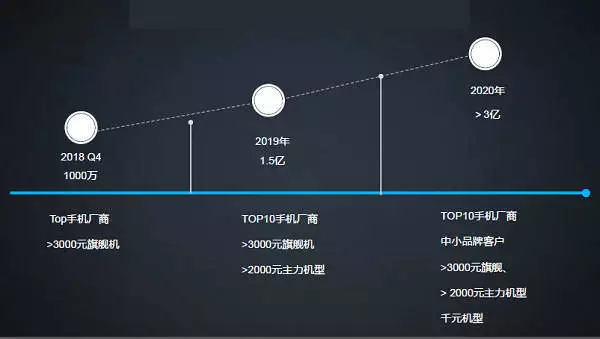 2018 Q4
1000万
2019年
1.5亿
2020年
> 3亿
Top手机厂商
>3000元旗舰机
TOP10手机厂商
>3000元旗舰机
>2000元主力机型
TOP10手机厂商
中小品牌客户
>3000元旗舰、
> 2000元主力机型
千元机型